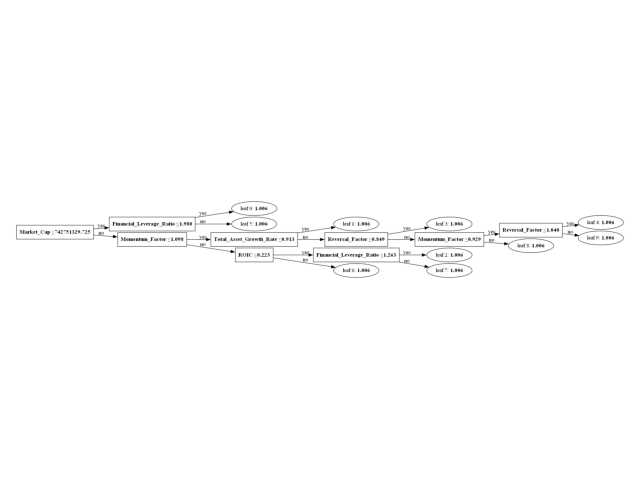 Market_Cap ≤742751329.725
yes
no
Financial_Leverage_Ratio ≤1.980
Momentum_Factor ≤1.098
yes
no
leaf 0: 1.006
leaf 5: 1.006
yes
no
Total_Asset_Growth_Rate ≤0.913
ROIC ≤0.223
yes
no
leaf 1: 1.006
Reversal_Factor ≤0.849
yes
no
Financial_Leverage_Ratio ≤1.263
leaf 6: 1.006
yes
no
leaf 3: 1.006
Momentum_Factor ≤0.929
yes
no
leaf 2: 1.006
leaf 7: 1.006
yes
no
Reversal_Factor ≤1.040
leaf 8: 1.006
yes
no
leaf 4: 1.006
leaf 9: 1.006